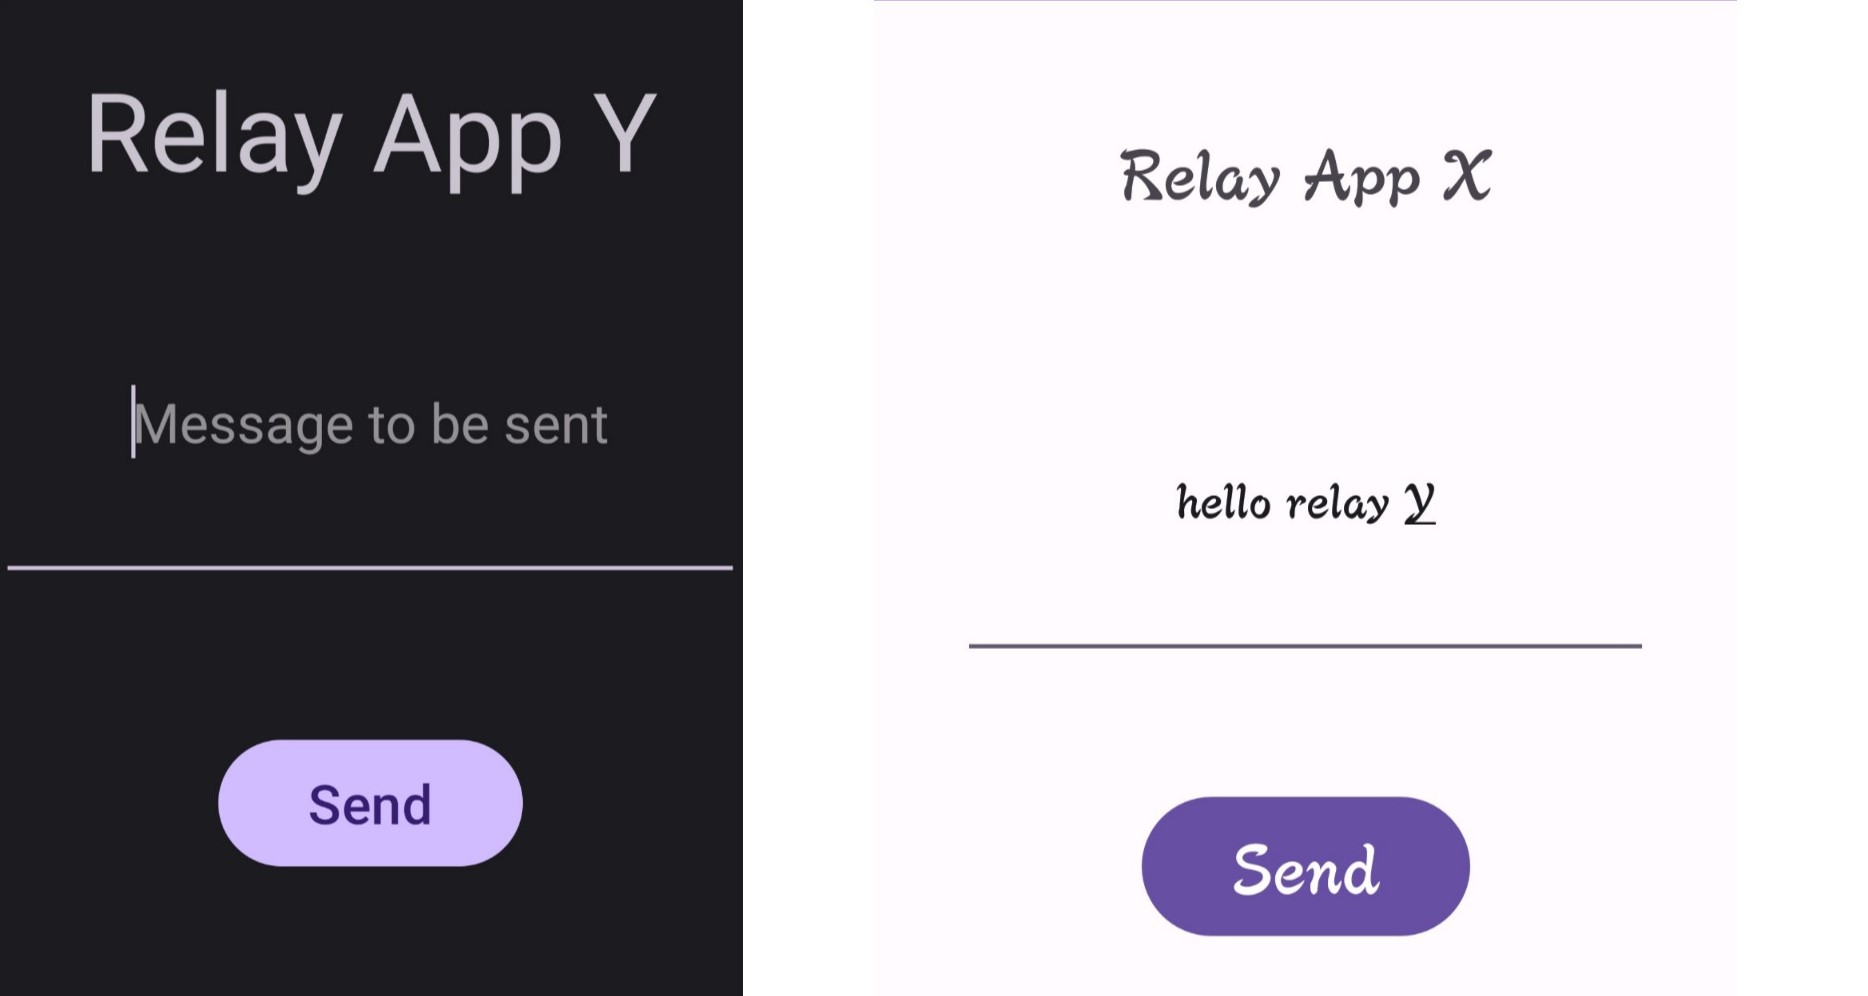 Relay App Y
Message to be sent
Send
Relay App X
hello relay Y
Send